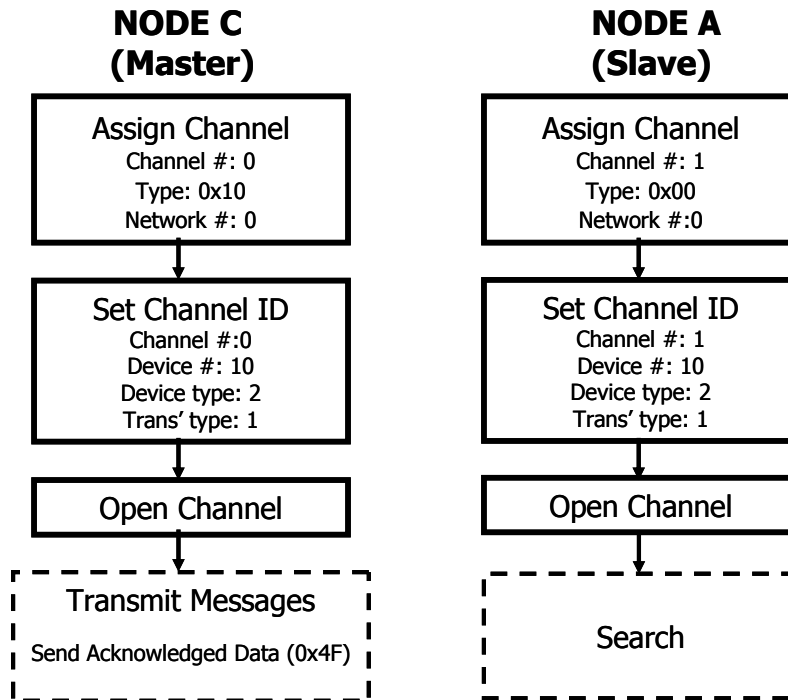 NODE C
(Master)
Assign Channel
Channel #: 0
Type: 0x10
Network #: 0
Set Channel ID
Channel #:0
Device #: 10
Device type: 2
Trans' type: 1
Open Channel
Transmit Messages
Send Acknowledged Data (0x4F)
NODE A
(Slave)
Assign Channel
Channel #: 1
Type: 0x00
Network #:0
Set Channel ID
Channel #: 1
Device #: 10
Device type: 2
Trans' type: 1
Open Channel
Search